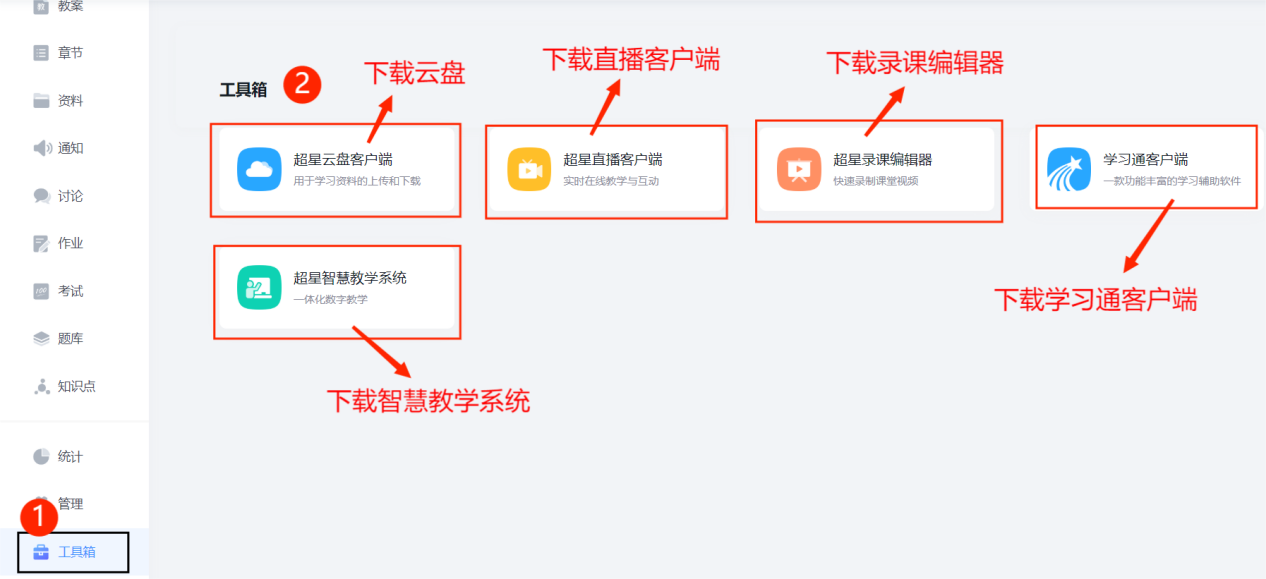 教案
章节
资料
通知
讨论
作业
100
考试
题库
知识点
统计
管理
1
工具箱
工具箱
2
下载云盘
下载直播客户端
下载录课编辑器
超星云盘客户端
用于学习资料的上传和下载
超星直播客户端
实时在线教学与互动
超星录课编辑器
快速录制课堂视频
学习通客户端
一款功能丰富的学习辅助软件
下载学习通客户端
超星智慧教学系统
一体化数字教学
下载智慧教学系统